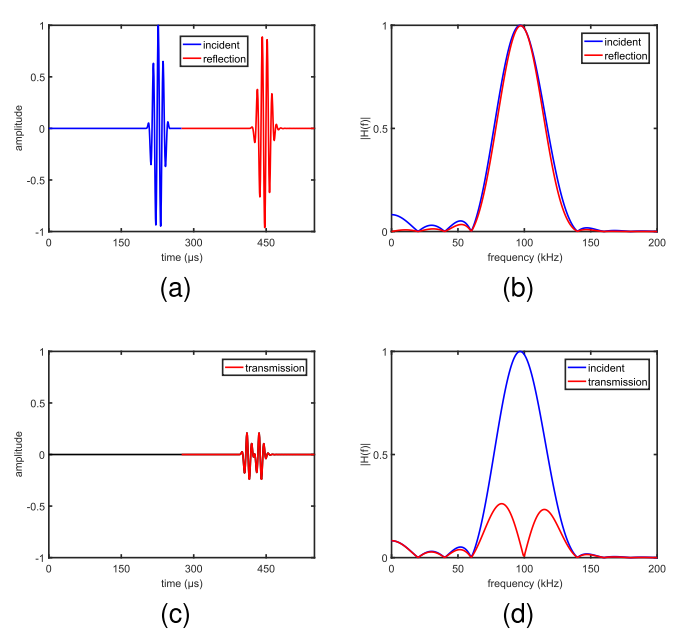 1
0.5
0
-0.5
-1
amplitude
0 150 300 450
time (µs)
incident
reflection
(a)
1
0.5
0
|H(f)|
0 50 100 150 200
frequency (kHz)
incident
reflection
(b)
1
0.5
0
-0.5
-1
amplitude
0 150 300 450
time (µs)
transmission
(c)
1
0.5
0
|H(f)|
0 50 100 150 200
frequency (kHz)
incident
transmission
(d)